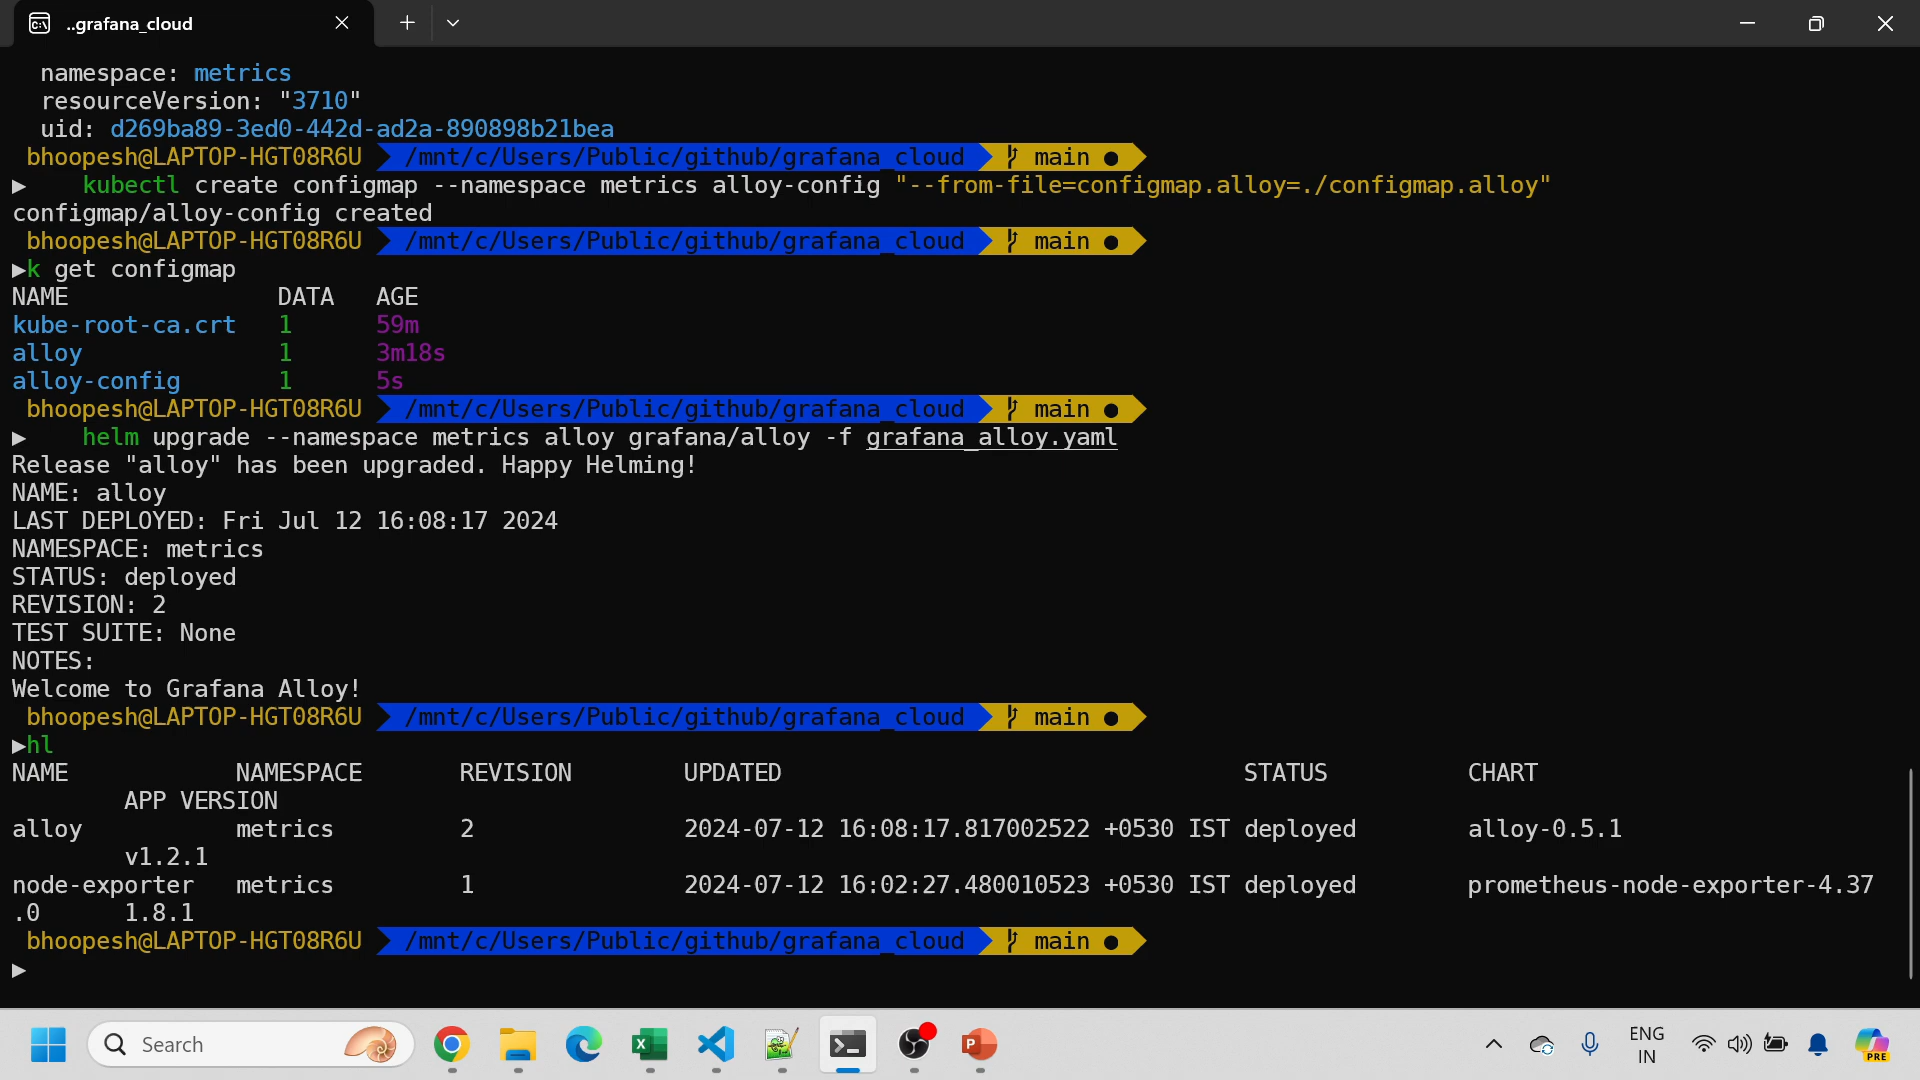 ..grafana_cloud
namespace: metrics
resourceVersion: "3710"
uid: d269ba89-3ed0-442d-ad2a-890898b21bea
bhoopesh@LAPTOP-HGT08R6U /mnt/c/Users/Public/github/grafana_cloud main ●
▶ kubectl create configmap --namespace metrics alloy-config "--from-file=configmap.alloy=./configmap.alloy"
configmap/alloy-config created
bhoopesh@LAPTOP-HGT08R6U /mnt/c/Users/Public/github/grafana_cloud main ●
▶k get configmap
NAME DATA AGE
kube-root-ca.crt 1 59m
alloy 1 3m18s
alloy-config 1 5s
bhoopesh@LAPTOP-HGT08R6U /mnt/c/Users/Public/github/grafana_cloud main ●
▶ helm upgrade --namespace metrics alloy grafana/alloy -f grafana_alloy.yaml
Release "alloy" has been upgraded. Happy Helming!
NAME: alloy
LAST DEPLOYED: Fri Jul 12 16:08:17 2024
NAMESPACE: metrics
STATUS: deployed
REVISION: 2
TEST SUITE: None
NOTES:
Welcome to Grafana Alloy!
bhoopesh@LAPTOP-HGT08R6U /mnt/c/Users/Public/github/grafana_cloud main ●
▶hl
NAME NAMESPACE REVISION UPDATED STATUS CHART
APP VERSION
alloy metrics 2 2024-07-12 16:08:17.817002522 +0530 IST deployed alloy-0.5.1
v1.2.1
node-exporter metrics 1 2024-07-12 16:02:27.480010523 +0530 IST deployed prometheus-node-exporter-4.37
.0 1.8.1
bhoopesh@LAPTOP-HGT08R6U /mnt/c/Users/Public/github/grafana_cloud main ●
▶
Search
ENG
IN
PRE